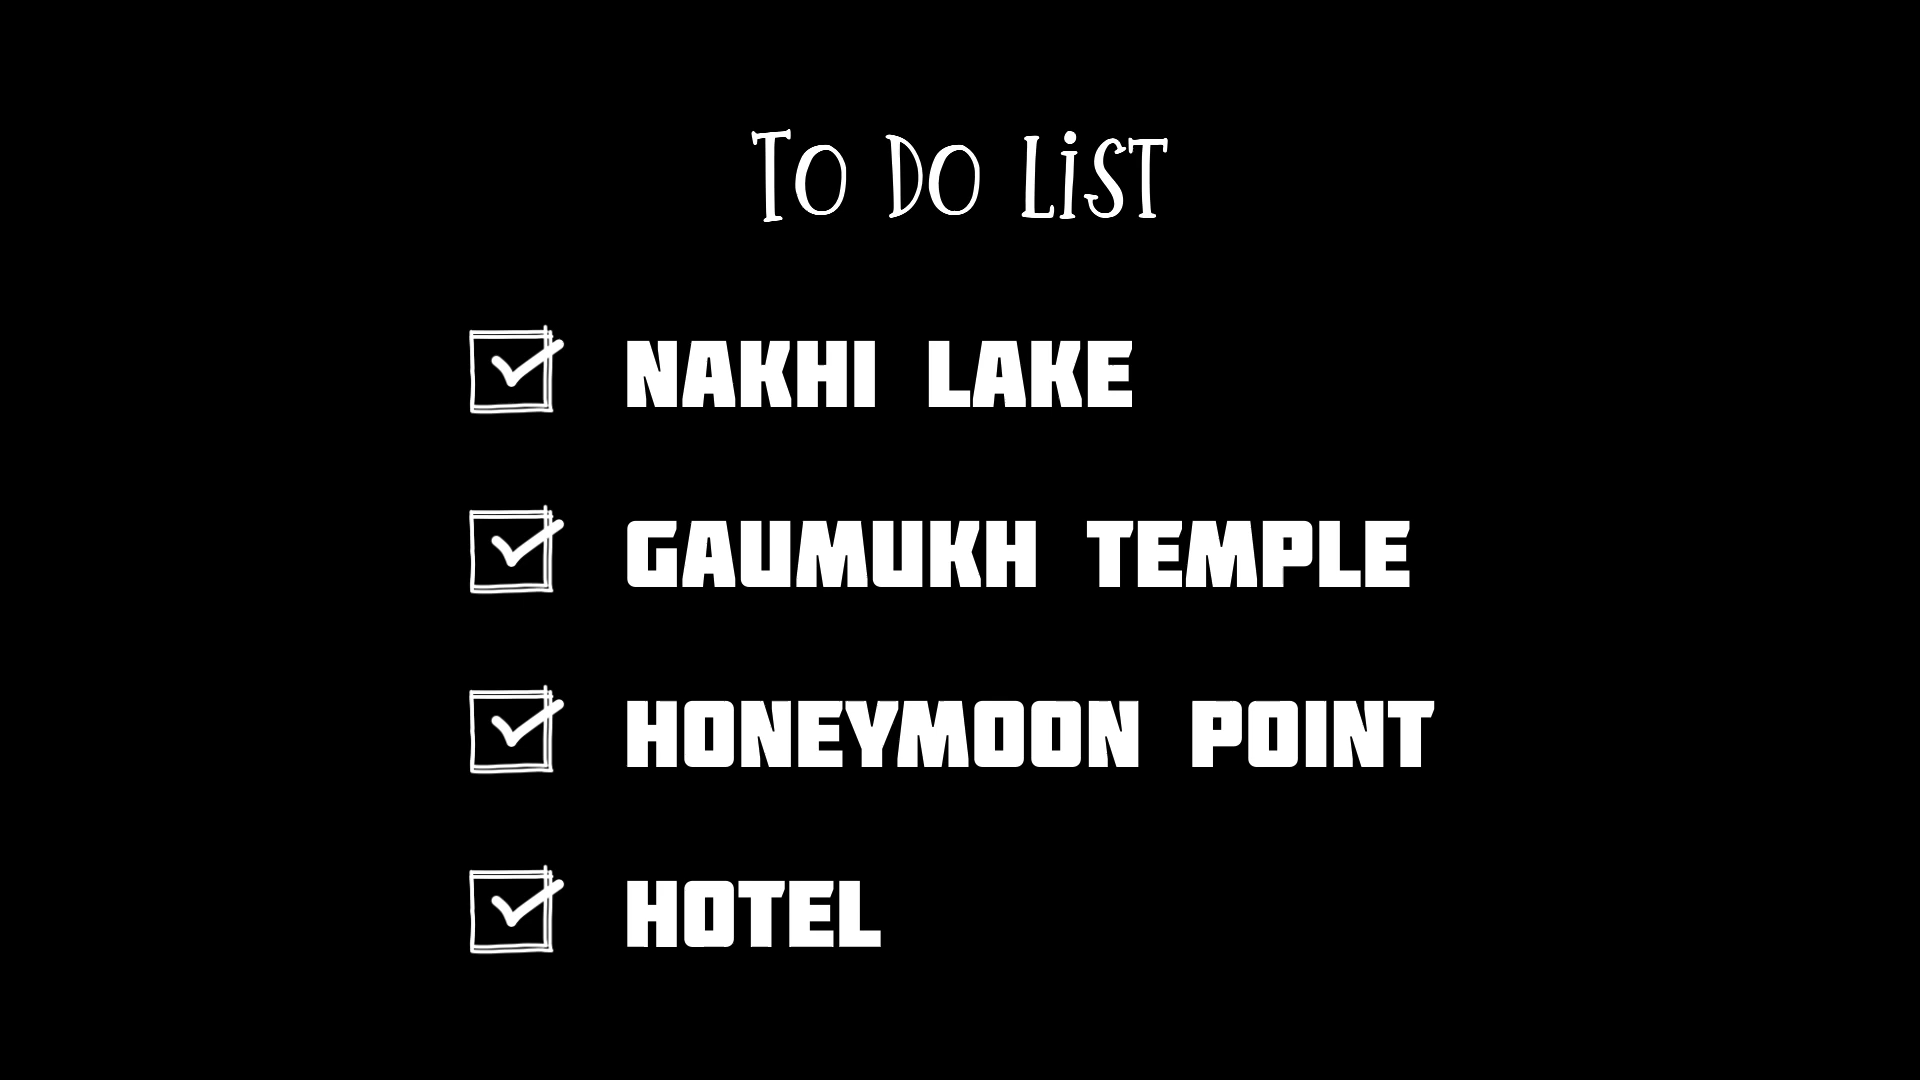 To Do List
NAKHI LAKE
GAUMUKH TEMPLE
HONEYMOON POINT
HOTEL